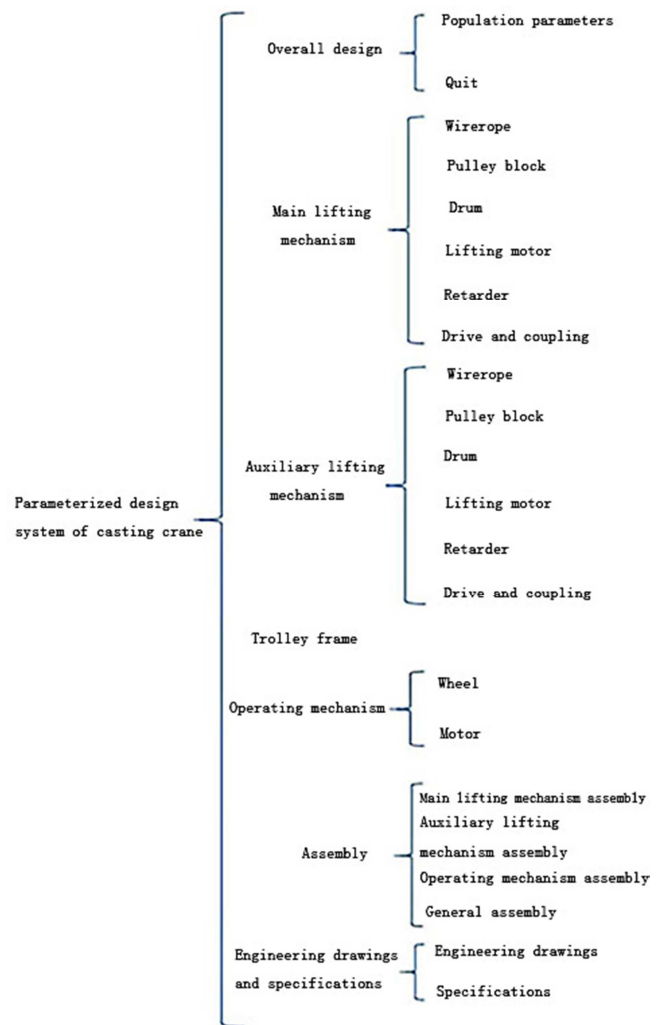 Parameterized design
system of casting crane
Overall design
Population parameters
Quit
Main lifting
mechanism
Wirerope
Pulley block
Drum
Lifting motor
Retarder
Drive and coupling
Auxiliary lifting
mechanism
Wirerope
Pulley block
Drum
Lifting motor
Retarder
Drive and coupling
Trolley frame
Operating mechanism
Wheel
Motor
Assembly
Main lifting mechanism assembly
Auxiliary lifting
mechanism assembly
Operating mechanism assembly
General assembly
Engineering drawings
and specifications
Engineering drawings
Specifications